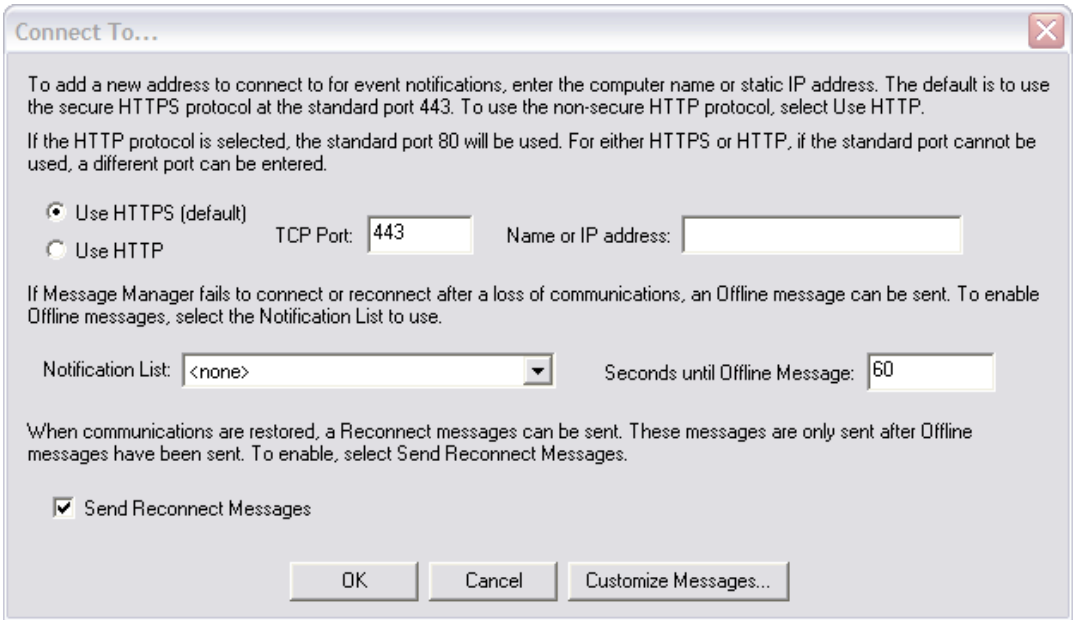 Connect To...
To add a new address to connect to for event notifications, enter the computer name or static IP address. The default is to use
the secure HTTPS protocol at the standard port 443. To use the non-secure HTTP protocol, select Use HTTP.
If the HTTP protocol is selected, the standard port 80 will be used. For either HTTPS or HTTP, if the standard port cannot be
used, a different port can be entered.
Use HTTPS (default)
TCP Port: 443 Name or IP address:
Use HTTP
If Message Manager fails to connect or reconnect after a loss of communications, an Offline message can be sent. To enable
Offline messages, select the Notification List to use.
Notification List: <none> Seconds until Offline Message: 60
When communications are restored, a Reconnect messages can be sent. These messages are only sent after Offline
messages have been sent. To enable, select Send Reconnect Messages.
Send Reconnect Messages
OK Cancel Customize Messages...